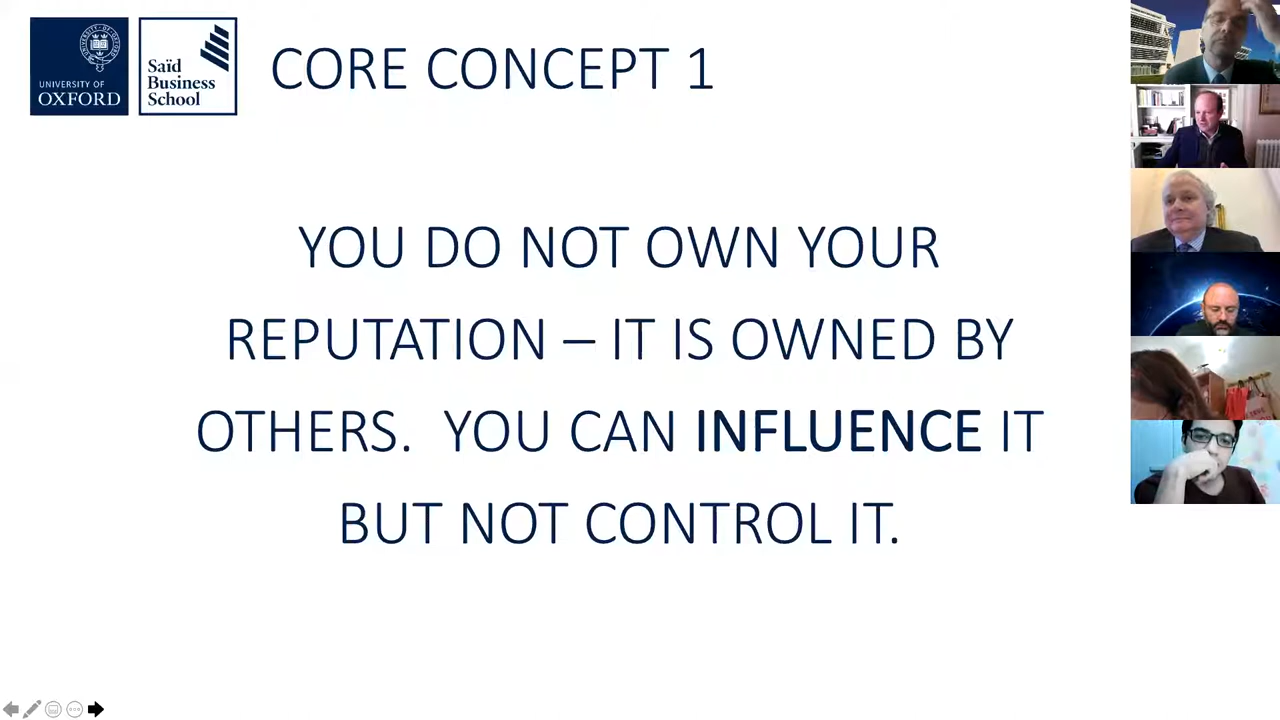 UNIVERSITY OF
OXFORD
Saïd
Business
School
CORE CONCEPT 1
YOU DO NOT OWN YOUR
REPUTATION – IT IS OWNED BY
OTHERS.  YOU CAN INFLUENCE IT
BUT NOT CONTROL IT.